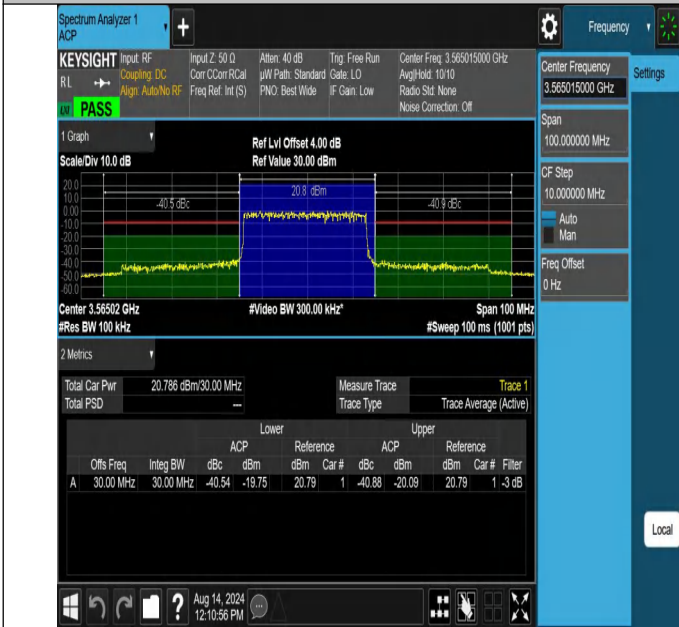 Spectrum Analyzer 1
ACP
+
Frequency
KEYSIGHT Input: RF Input Z: 50 Ω Atten: 40 dB Trig: Free Run Center Freq: 3.565015000 GHz
RL Coupling: DC Corr CCorr RCal µW Path: Standard Gate: LO Avg|Hold: 10/10
Align: Auto/No RF Freq Ref: Int (S) PNO: Best Wide IF Gain: Low Radio Std: None
PASS Noise Correction: Off
Center Frequency
3.565015000 GHz
Settings
Span
100.000000 MHz
CF Step
10.000000 MHz
Auto
Man
Freq Offset
0 Hz
1 Graph
Ref Lvl Offset 4.00 dB
Scale/Div 10.0 dB Ref Value 30.00 dBm
20.0
10.0
0.00
-10.0
-20.0
-30.0
-40.0
-50.0
-60.0
-40.5 dBc 20.8 dBm -40.9 dBc
Center 3.56502 GHz #Video BW 300.00 kHz* Span 100 MHz
#Res BW 100 kHz #Sweep 100 ms (1001 pts)
2 Metrics
Total Car Pwr 20.786 dBm/30.00 MHz Measure Trace Trace 1
Total PSD --- Trace Type Trace Average (Active)
Lower Upper
ACP Reference ACP Reference
Offs Freq Integ BW dBc dBm dBm Car # dBc dBm dBm Car # Filter
A 30.00 MHz 30.00 MHz -40.54 -19.75 20.79 1 -40.88 -20.09 20.79 1 -3 dB
Local
? Aug 14, 2024
12:10:56 PM